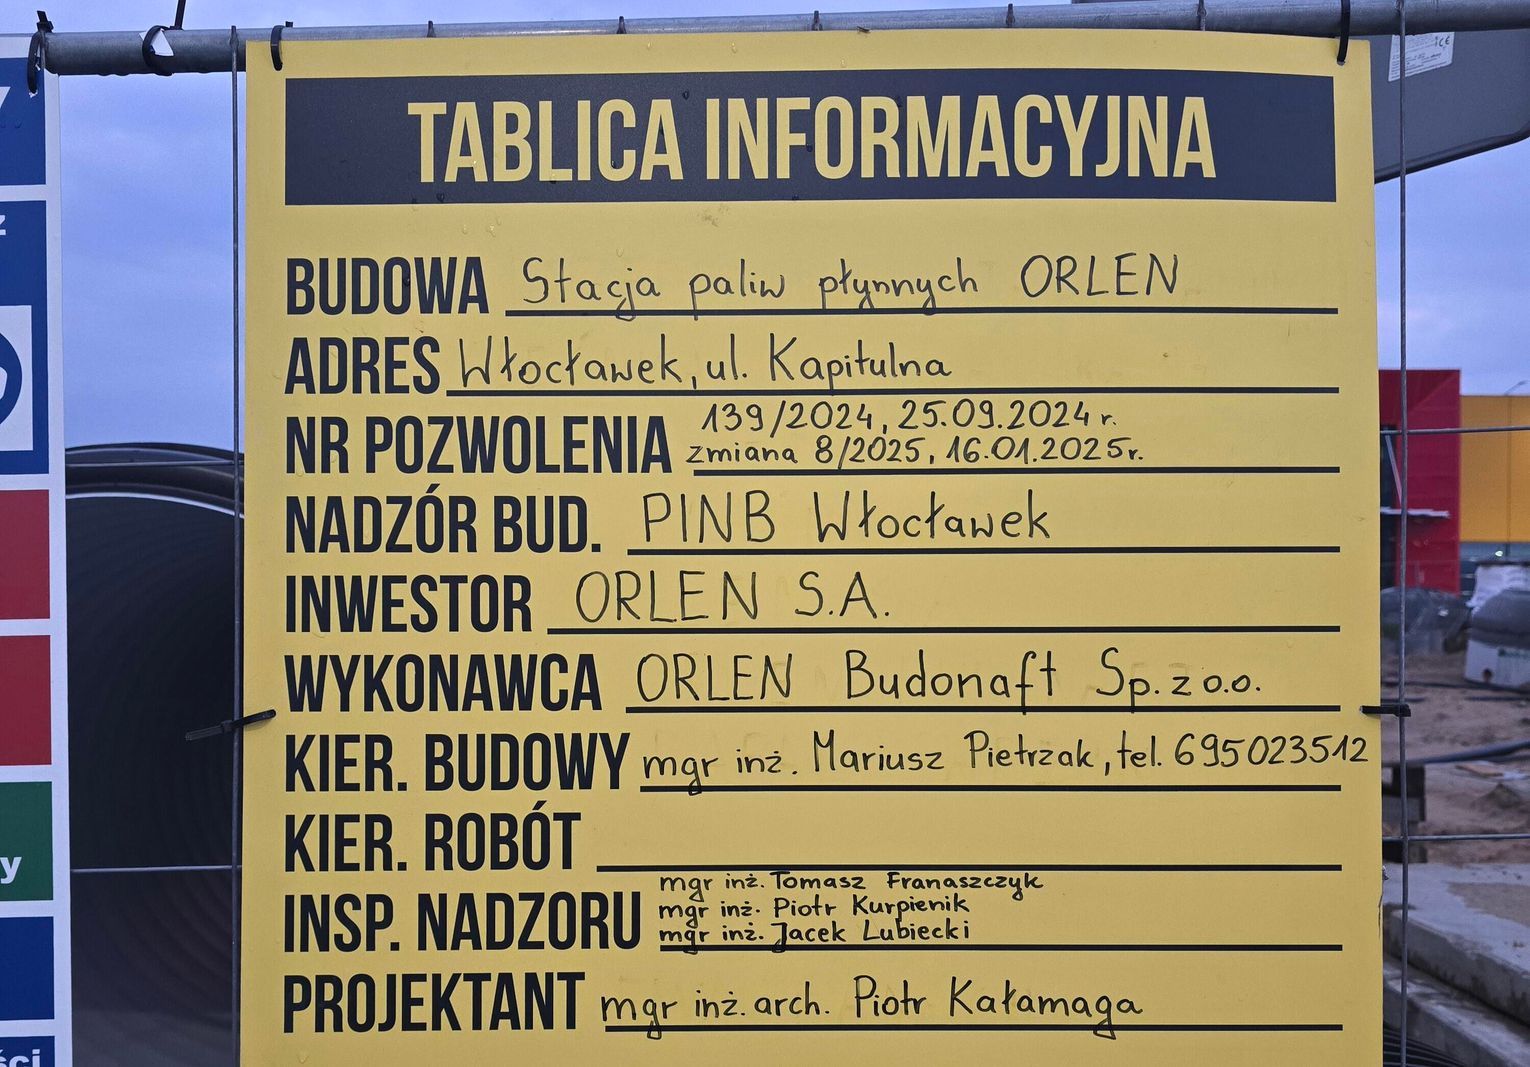 TABLICA INFORMACYJNA
BUDOWA Stacja paliw płynnych ORLEN
ADRES Włocławek, ul. Kapitulna
NR POZWOLENIA 139/2024, 25.09.2024 r.
zmiana 8/2025, 16.01.2025r.
NADZÓR BUD. PINB Włocławek
INWESTOR ORLEN S.A.
WYKONAWCA ORLEN Budonaft Sp. z o.o.
KIER. BUDOWY mgr inż. Mariusz Pietrzak, tel. 695023512
KIER. ROBÓT
INSP. NADZORU mgr inż. Tomasz Franaszczyk
mgr inż. Piotr Kurpienik
mgr inż. Jacek Lubiecki
PROJEKTANT mgr inż. arch. Piotr Kałamaga